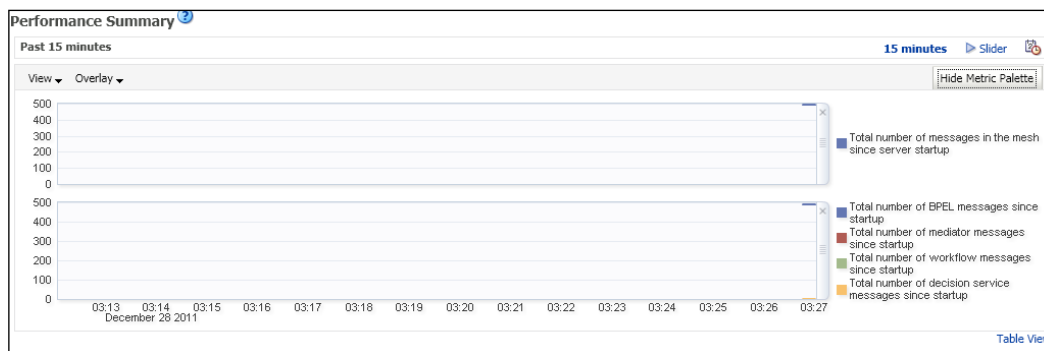 Performance Summary ?
Past 15 minutes
15 minutes Slider
View Overlay
Hide Metric Palette
500
400
300
200
100
0
Total number of messages in the mesh
since server startup
500
400
300
200
100
0
Total number of BPEL messages since
startup
Total number of mediator messages
since startup
Total number of workflow messages
since startup
Total number of decision service
messages since startup
03:13 03:14 03:15 03:16 03:17 03:18 03:19 03:20 03:21 03:22 03:23 03:24 03:25 03:26 03:27
December 28 2011
Table Vie